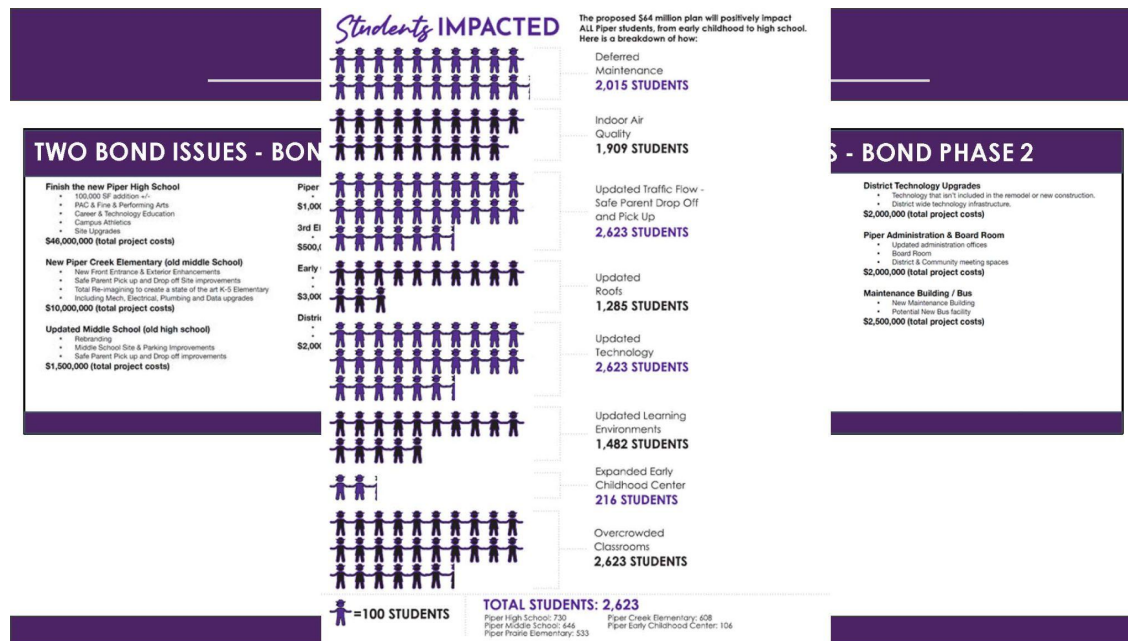 Students IMPACTED
The proposed $64 million plan will positively impact
ALL Piper students, from early childhood to high school.
Here is a breakdown of how:
Deferred
Maintenance
2,015 STUDENTS
Indoor Air
Quality
1,909 STUDENTS
Updated Traffic Flow -
Safe Parent Drop Off
and Pick Up
2,623 STUDENTS
Updated
Roofs
1,285 STUDENTS
Updated
Technology
2,623 STUDENTS
Updated Learning
Environments
1,482 STUDENTS
Expanded Early
Childhood Center
216 STUDENTS
Overcrowded
Classrooms
2,623 STUDENTS
=100 STUDENTS
TOTAL STUDENTS: 2,623
Piper High School: 730
Piper Middle School: 646
Piper Prairie Elementary: 533
Piper Creek Elementary: 608
Piper Early Childhood Center: 106
TWO BOND ISSUES - BON
Finish the new Piper High School
• 100,000 SF addition +/-
• PAC & Fine & Performing Arts
• Career & Technology Education
• Campus Athletics
• Site Upgrades
$46,000,000 (total project costs)
New Piper Creek Elementary (old middle School)
• New Front Entrance & Exterior Enhancements
• Safe Parent Pick up and Drop off Site improvements
• Total Re-imagining to create a state of the art K-5 Elementary
• Including Mech, Electrical, Plumbing and Data upgrades
$10,000,000 (total project costs)
Updated Middle School (old high school)
• Rebranding
• Middle School Site & Parking Improvements
• Safe Parent Pick up and Drop off improvements
$1,500,000 (total project costs)
Piper
$1,00
3rd El
$500,
Early
$3,00
Distri
$2,00
S - BOND PHASE 2
District Technology Upgrades
• Technology that isn't included in the remodel or new construction.
• District wide technology infrastructure.
$2,000,000 (total project costs)
Piper Administration & Board Room
• Updated administration offices
• Board Room
• District & Community meeting spaces
$2,000,000 (total project costs)
Maintenance Building / Bus
• New Maintenance Building
• Potential New Bus facility
$2,500,000 (total project costs)